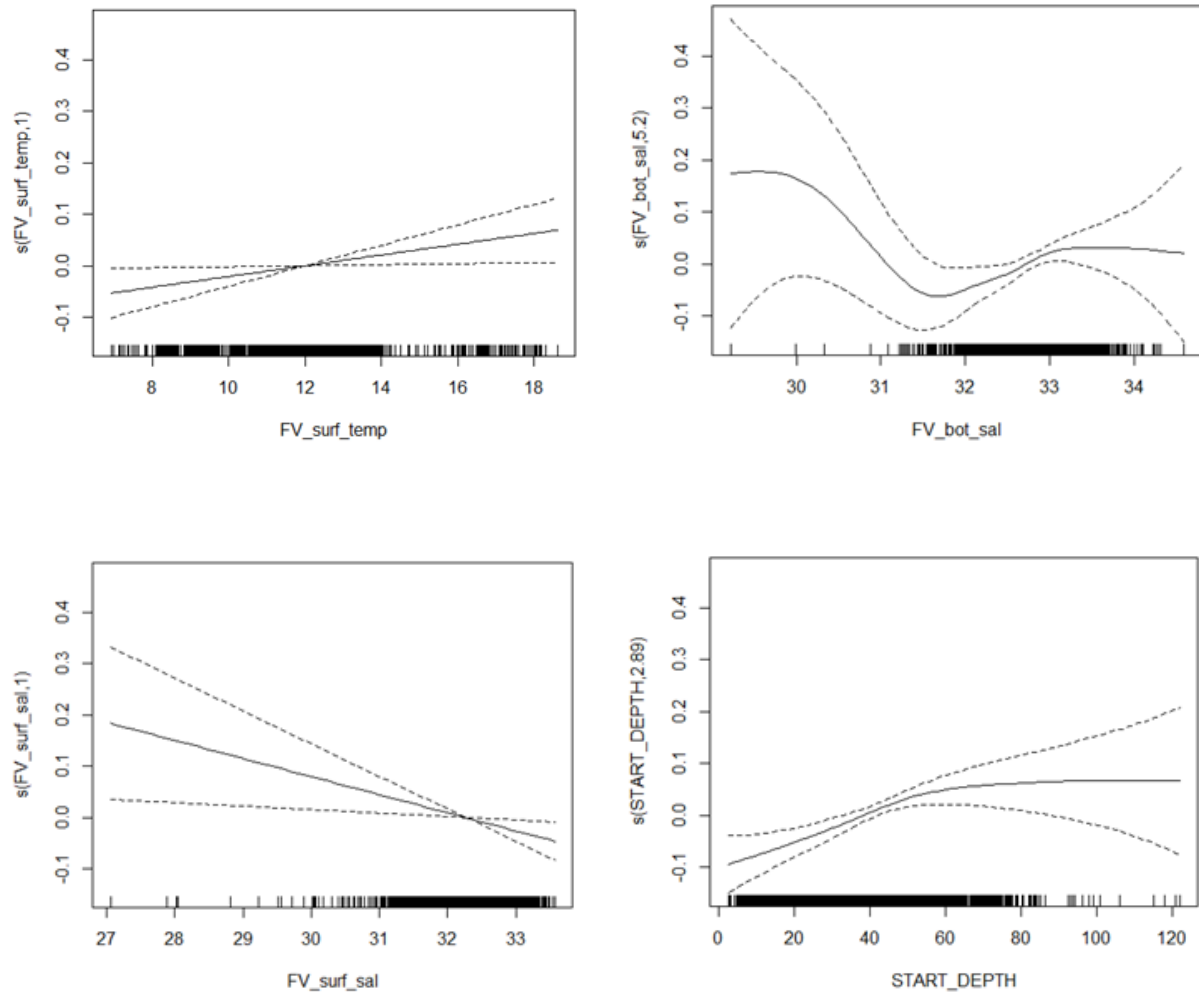 s(FV_surf_temp,1)
-0.1 0.0 0.1 0.2 0.3 0.4
8 10 12 14 16 18
FV_surf_temp
s(FV_bot_sal,5.2)
-0.1 0.0 0.1 0.2 0.3 0.4
30 31 32 33 34
FV_bot_sal
s(FV_surf_sal,1)
-0.1 0.0 0.1 0.2 0.3 0.4
27 28 29 30 31 32 33
FV_surf_sal
s(START_DEPTH,2.89)
-0.1 0.0 0.1 0.2 0.3 0.4
0 20 40 60 80 100 120
START_DEPTH